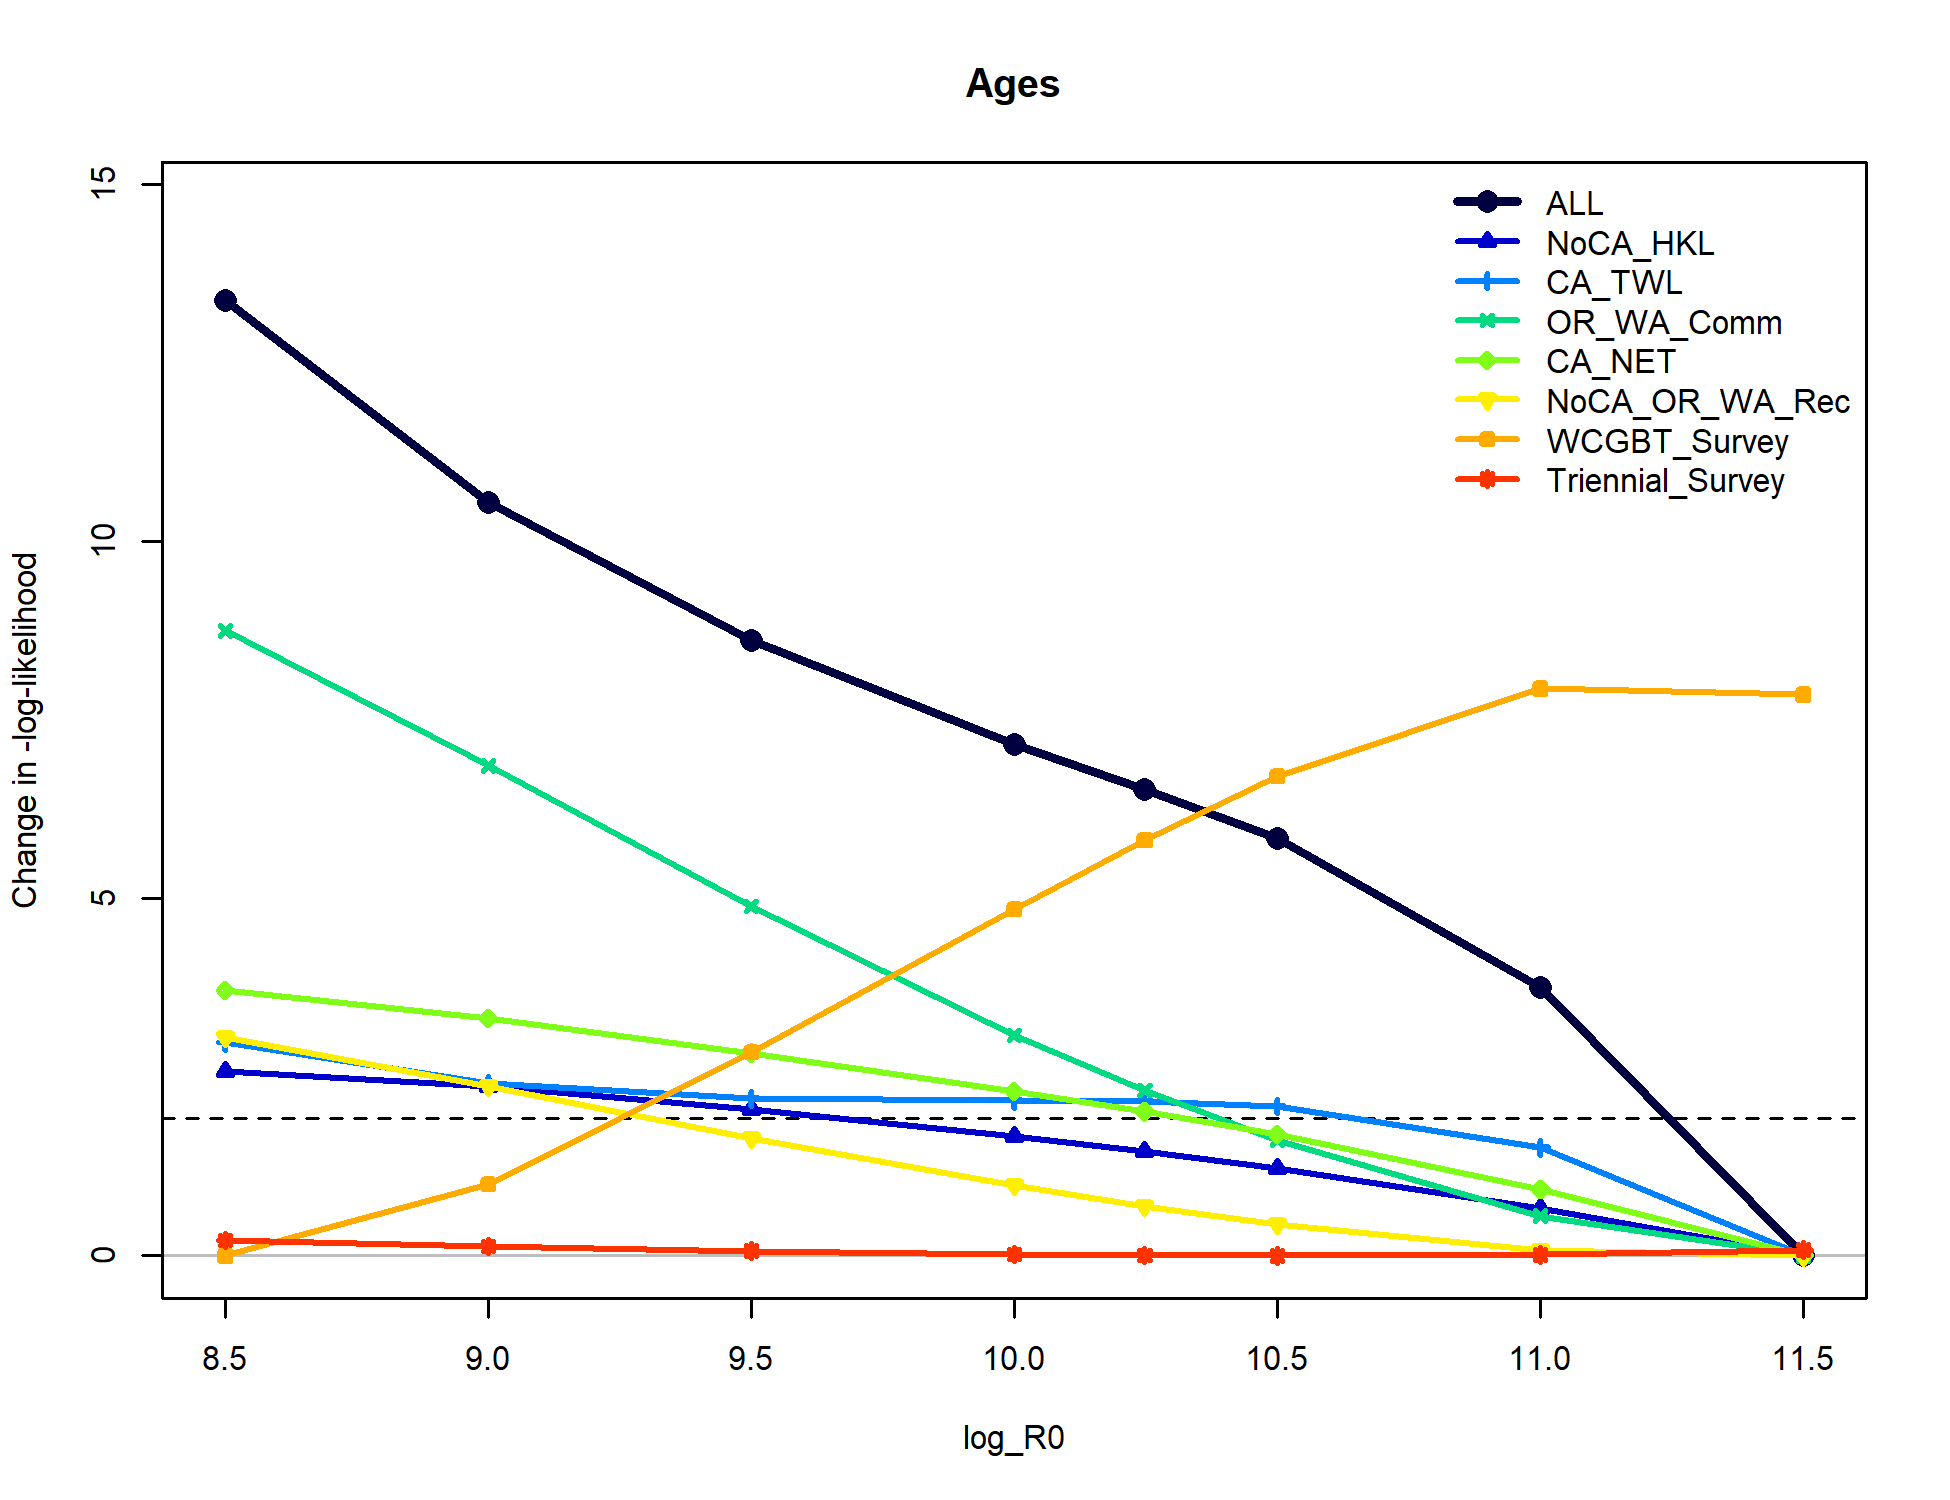 Ages
Change in -log-likelihood
15
10
5
0
ALL
NoCA_HKL
CA_TWL
OR_WA_Comm
CA_NET
NoCA_OR_WA_Rec
WCGBT_Survey
Triennial_Survey
8.5 9.0 9.5 10.0 10.5 11.0 11.5
log_R0